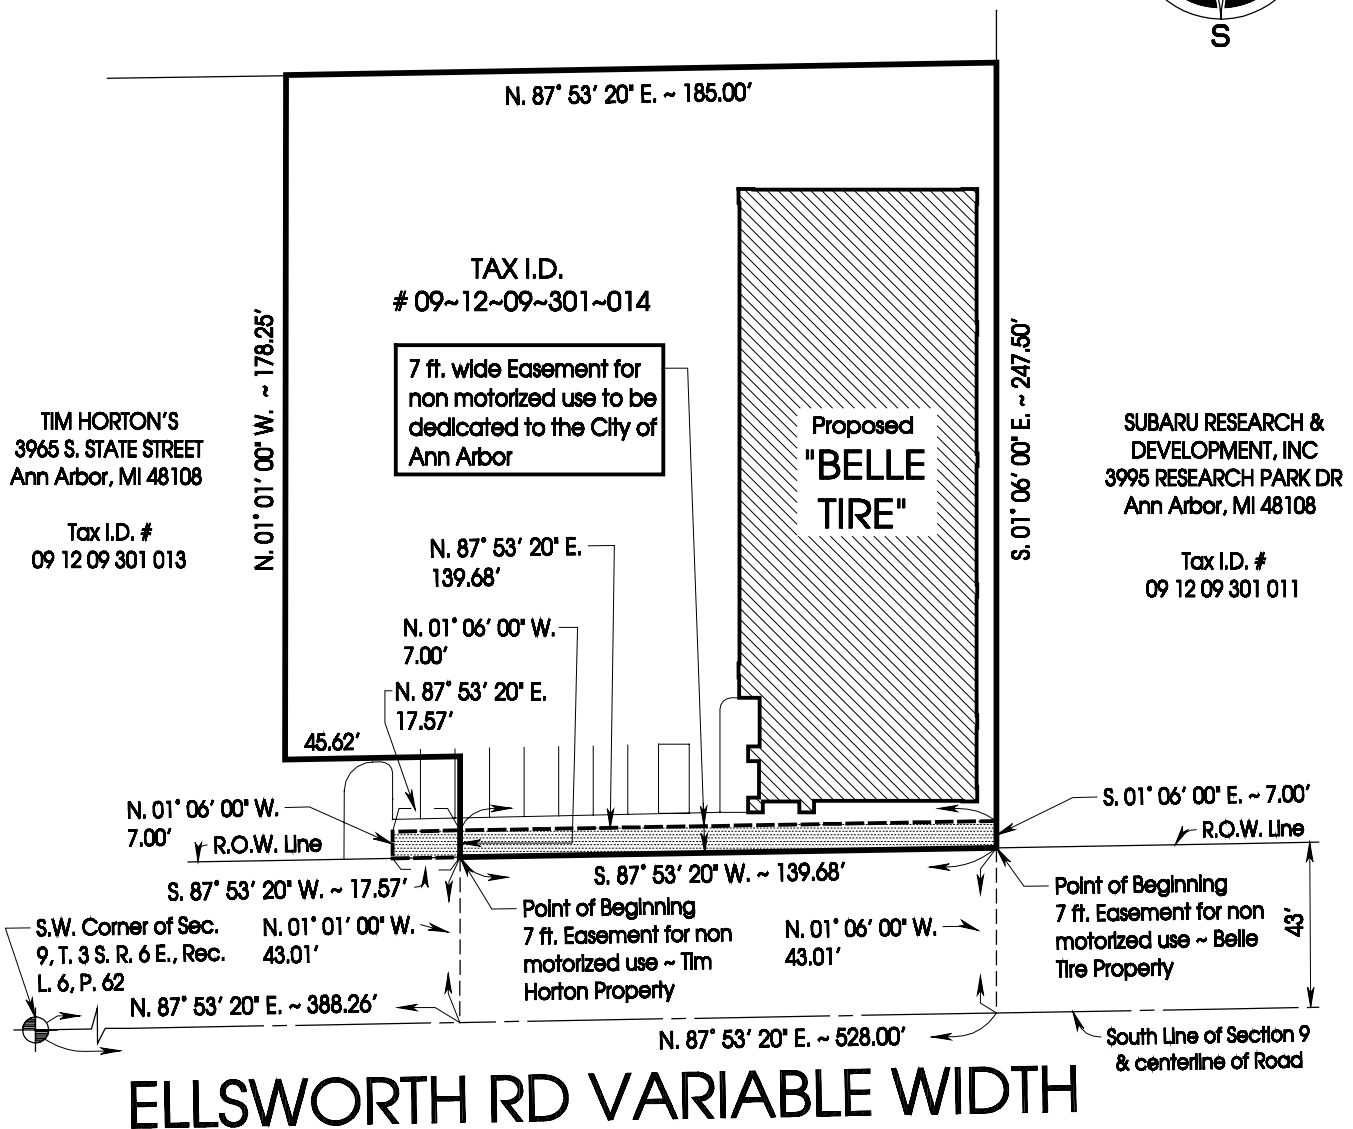 S
N. 87° 53' 20" E. ~ 185.00'
TAX I.D.
# 09~12~09~301~014
N. 01° 01' 00" W. ~ 178.25'
S. 01° 06' 00" E. ~ 247.50'
7 ft. wide Easement for
non motorized use to be
dedicated to the City of
Ann Arbor
TIM HORTON'S
3965 S. STATE STREET
Ann Arbor, MI 48108
Tax I.D. #
09 12 09 301 013
Proposed
"BELLE
TIRE"
SUBARU RESEARCH &
DEVELOPMENT, INC
3995 RESEARCH PARK DR
Ann Arbor, MI 48108
Tax I.D. #
09 12 09 301 011
N. 87° 53' 20" E.
139.68'
N. 01° 06' 00" W.
7.00'
N. 87° 53' 20" E.
17.57'
45.62'
N. 01° 06' 00" W.
7.00'
R.O.W. Line
S. 01° 06' 00" E. ~ 7.00'
R.O.W. Line
S. 87° 53' 20" W. ~ 17.57'
S. 87° 53' 20" W. ~ 139.68'
S.W. Corner of Sec.
9, T. 3 S. R. 6 E., Rec.
L. 6, P. 62
N. 01° 01' 00" W.
43.01'
Point of Beginning
7 ft. Easement for non
motorized use ~ Tim
Horton Property
N. 01° 06' 00" W.
43.01'
Point of Beginning
7 ft. Easement for non
motorized use ~ Belle
Tire Property
43'
N. 87° 53' 20" E. ~ 388.26'
N. 87° 53' 20" E. ~ 528.00'
South Line of Section 9
& centerline of Road
ELLSWORTH RD VARIABLE WIDTH